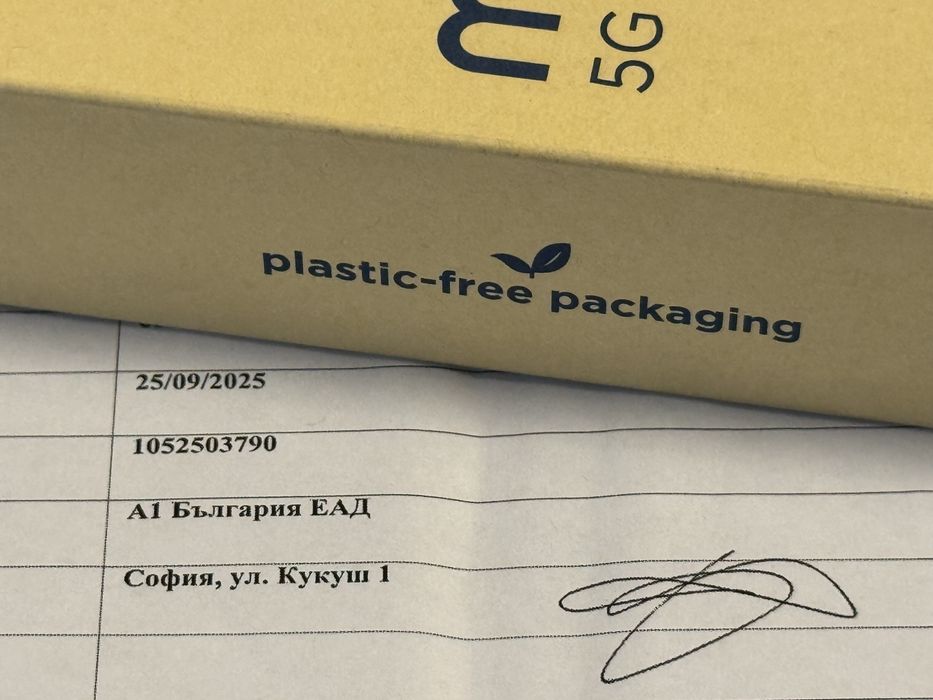 m
5G
plastic-free packaging
25/09/2025
1052503790
А1 България ЕАД
София, ул. Кукуш 1